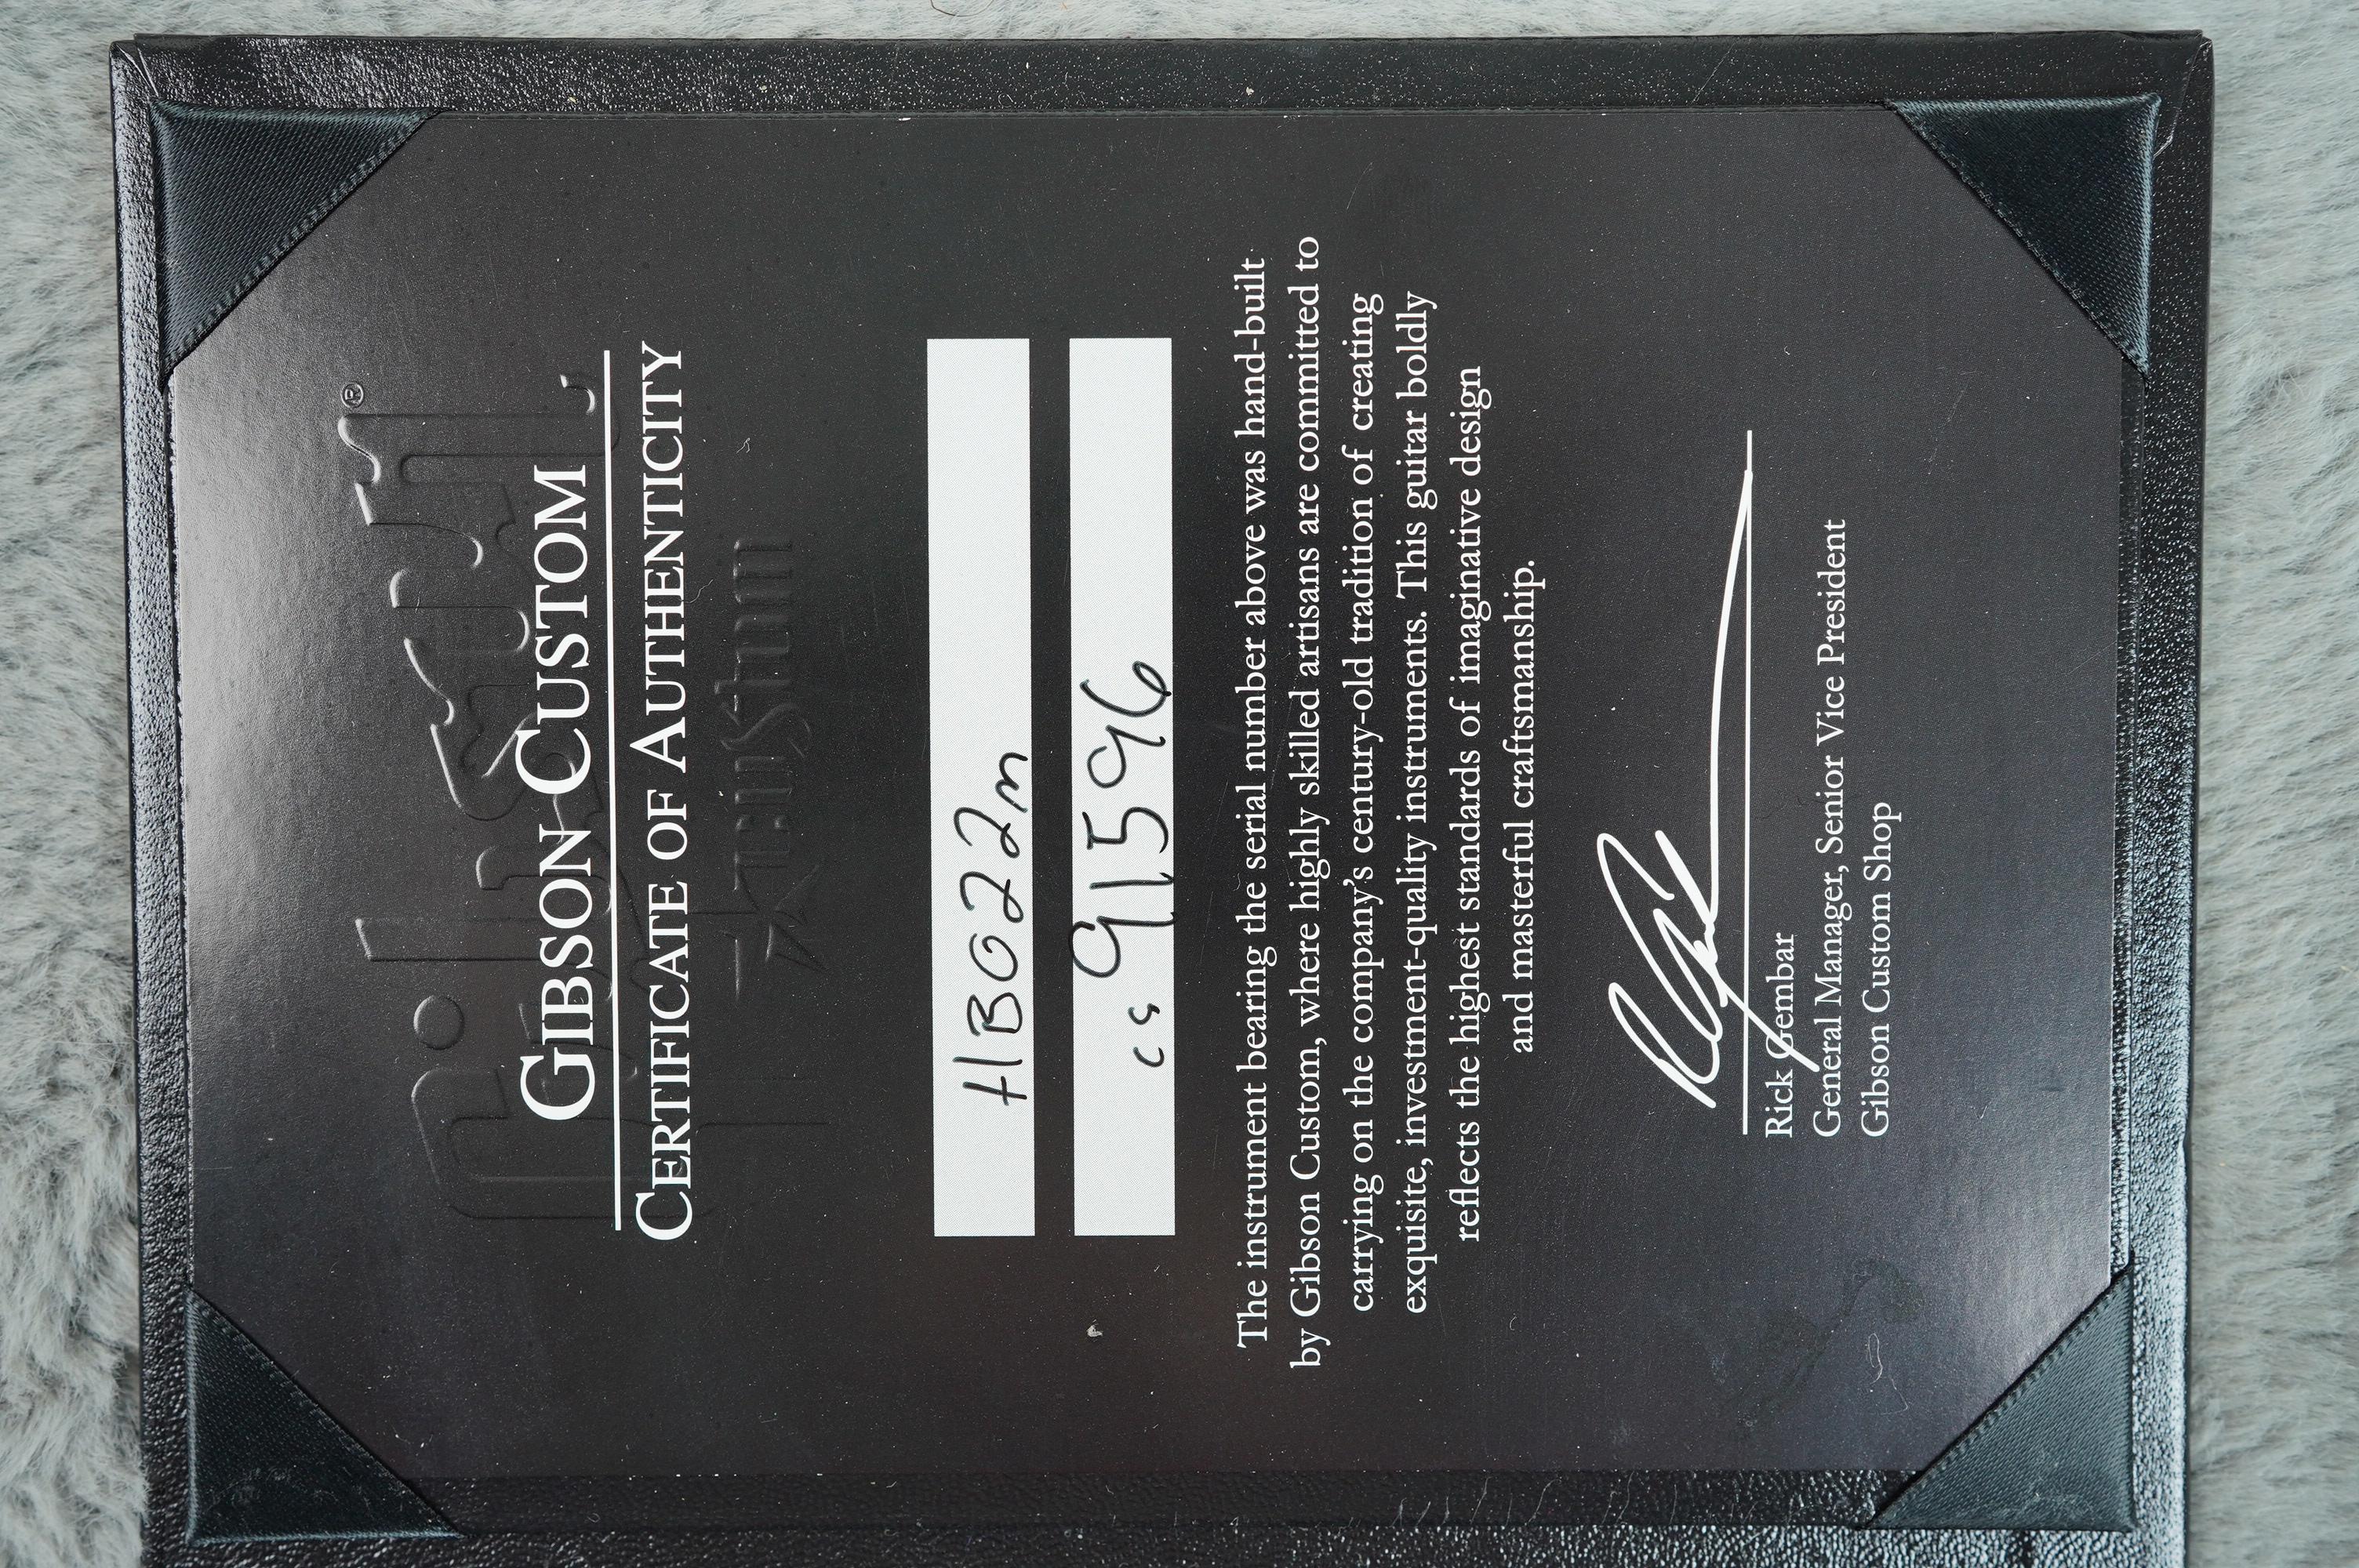 Gibson®
custom
GIBSON CUSTOM
CERTIFICATE OF AUTHENTICITY
HB022m
cs 91596
The instrument bearing the serial number above was hand-built
by Gibson Custom, where highly skilled artisans are committed to
carrying on the company's century-old tradition of creating
exquisite, investment-quality instruments. This guitar boldly
reflects the highest standards of imaginative design
and masterful craftsmanship.
Rick Gembar
General Manager, Senior Vice President
Gibson Custom Shop